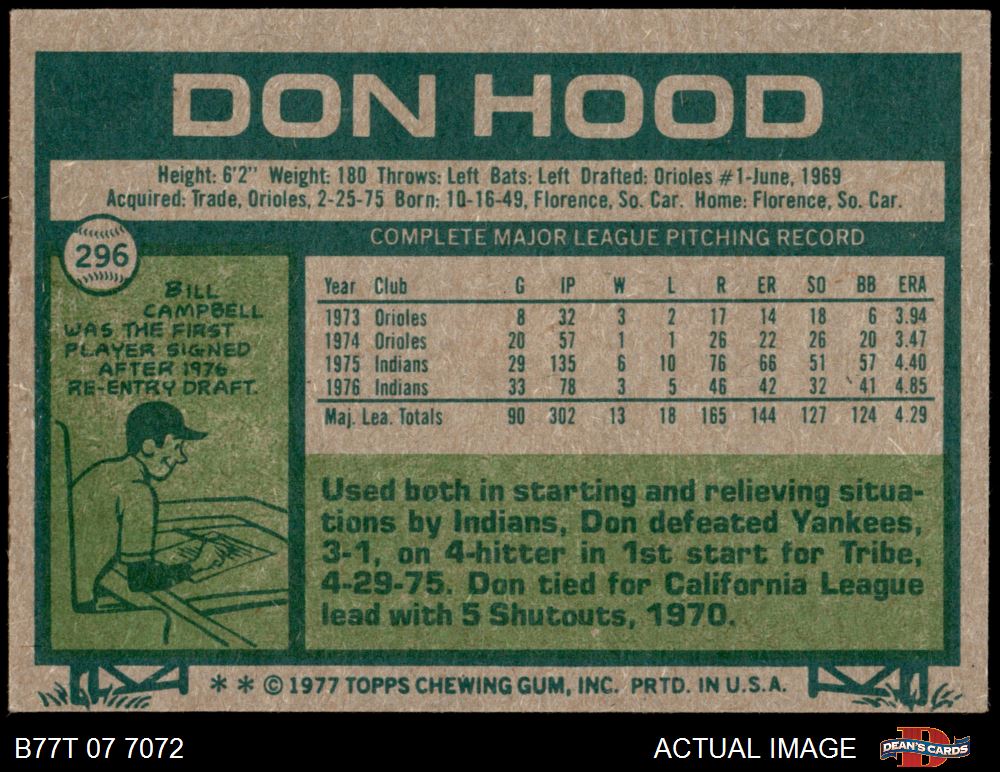 DON HOOD
Height: 6'2" Weight: 180 Throws: Left Bats: Left Drafted: Orioles #1-June, 1969
Acquired: Trade, Orioles, 2-25-75 Born: 10-16-49, Florence, So. Car. Home: Florence, So. Car.
296
COMPLETE MAJOR LEAGUE PITCHING RECORD
BILL
CAMPBELL
WAS THE FIRST
PLAYER SIGNED
AFTER 1976
RE-ENTRY DRAFT.
Year Club G IP W L R ER SO BB ERA
1973 Orioles 8 32 3 2 17 14 18 6 3.94
1974 Orioles 20 57 1 1 26 22 26 20 3.47
1975 Indians 29 135 6 10 76 66 51 57 4.40
1976 Indians 33 78 3 5 46 42 32 41 4.85
Maj. Lea. Totals 90 302 13 18 165 144 127 124 4.29
Used both in starting and relieving situa-
tions by Indians, Don defeated Yankees,
3-1, on 4-hitter in 1st start for Tribe,
4-29-75. Don tied for California League
lead with 5 Shutouts, 1970.
* * © 1977 TOPPS CHEWING GUM, INC. PRTD. IN U.S.A.
B77T 07 7072 ACTUAL IMAGE DEAN'S CARDS